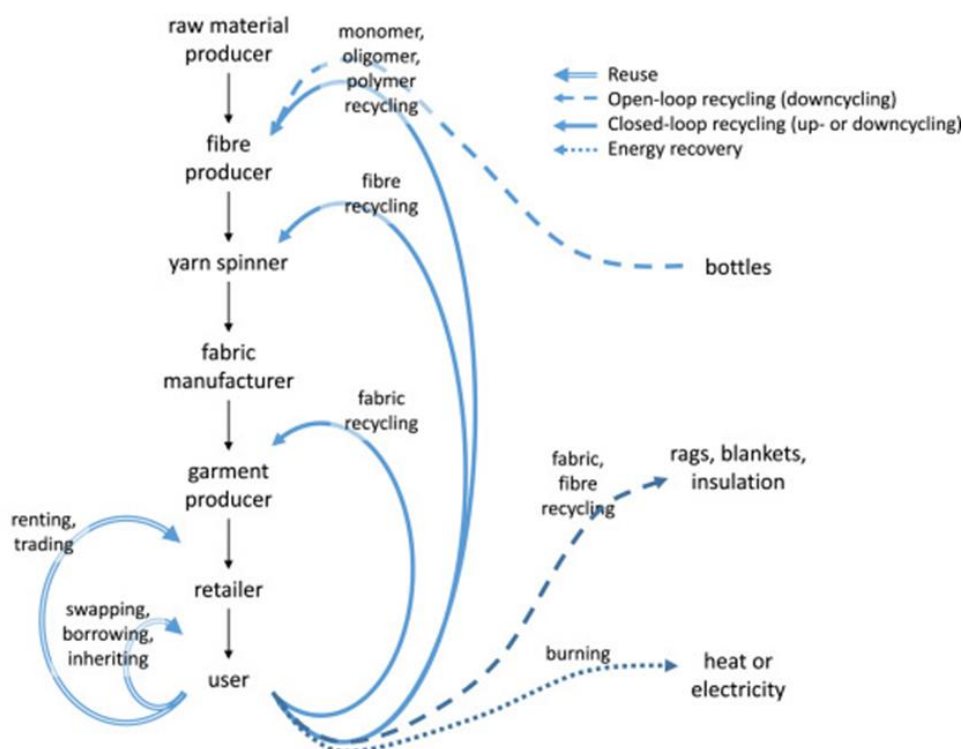 raw material
producer
monomer,
oligomer,
polymer
recycling
Reuse
Open-loop recycling (downcycling)
Closed-loop recycling (up- or downcycling)
Energy recovery
fibre
producer
fibre
recycling
yarn spinner
bottles
fabric
manufacturer
fabric
recycling
garment
producer
fabric,
fibre
recycling
rags, blankets,
insulation
renting,
trading
retailer
swapping,
borrowing,
inheriting
user
burning
heat or
electricity